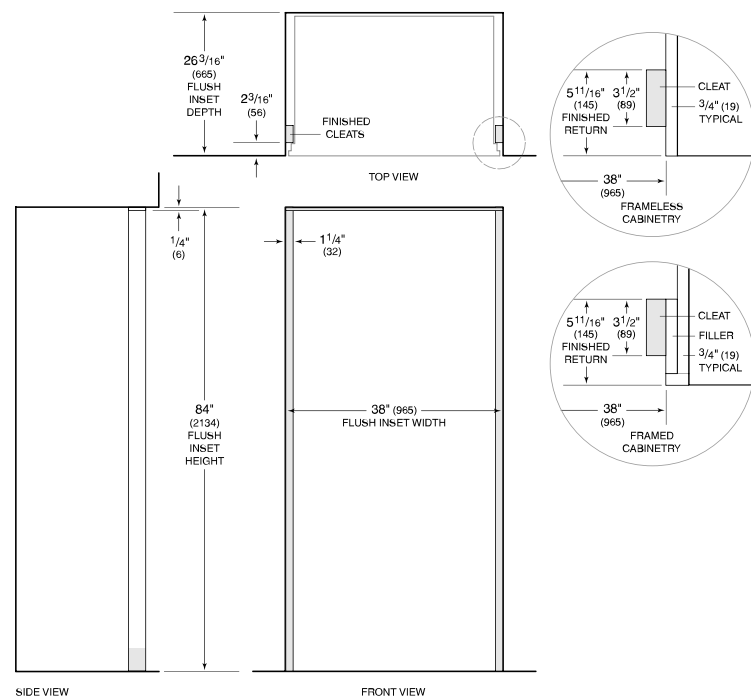 26 3/16"
(665)
FLUSH
INSET
DEPTH
2 3/16"
(56)
FINISHED
CLEATS
TOP VIEW
5 11/16"
(145)
FINISHED
RETURN
3 1/2"
(89)
CLEAT
3/4" (19)
TYPICAL
38"
(965)
FRAMELESS
CABINETRY
1/4"
(6)
1 1/4"
(32)
84"
(2134)
FLUSH
INSET
HEIGHT
38" (965)
FLUSH INSET WIDTH
5 11/16"
(145)
FINISHED
RETURN
3 1/2"
(89)
CLEAT
FILLER
3/4" (19)
TYPICAL
38"
(965)
FRAMED
CABINETRY
SIDE VIEW
FRONT VIEW